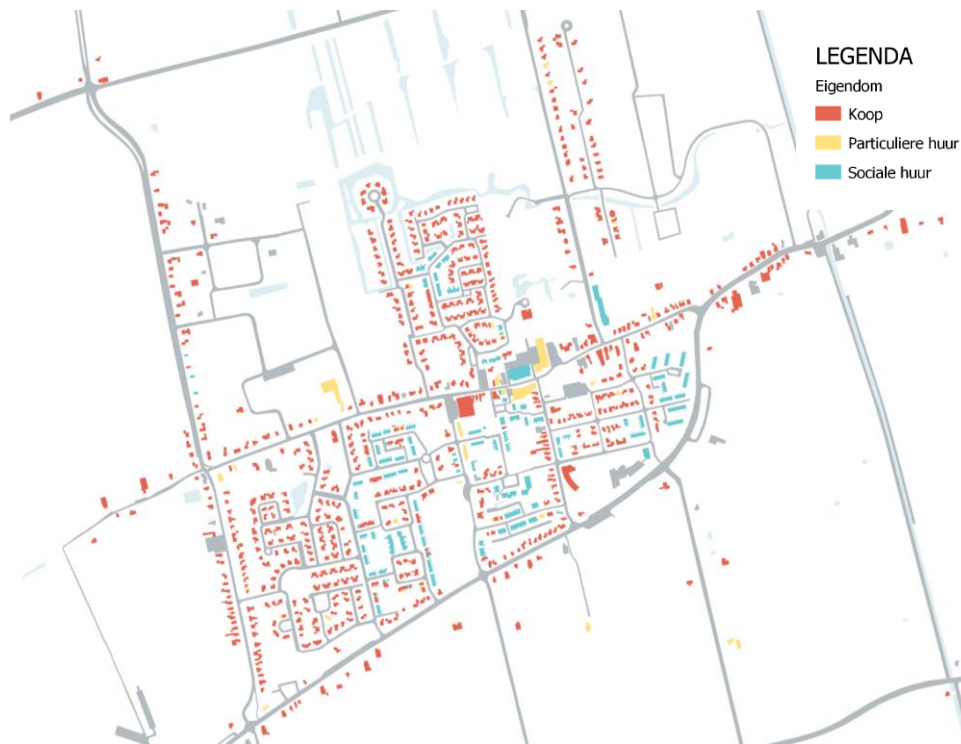 LEGENDA
Eigendom
Koop
Particuliere huur
Sociale huur